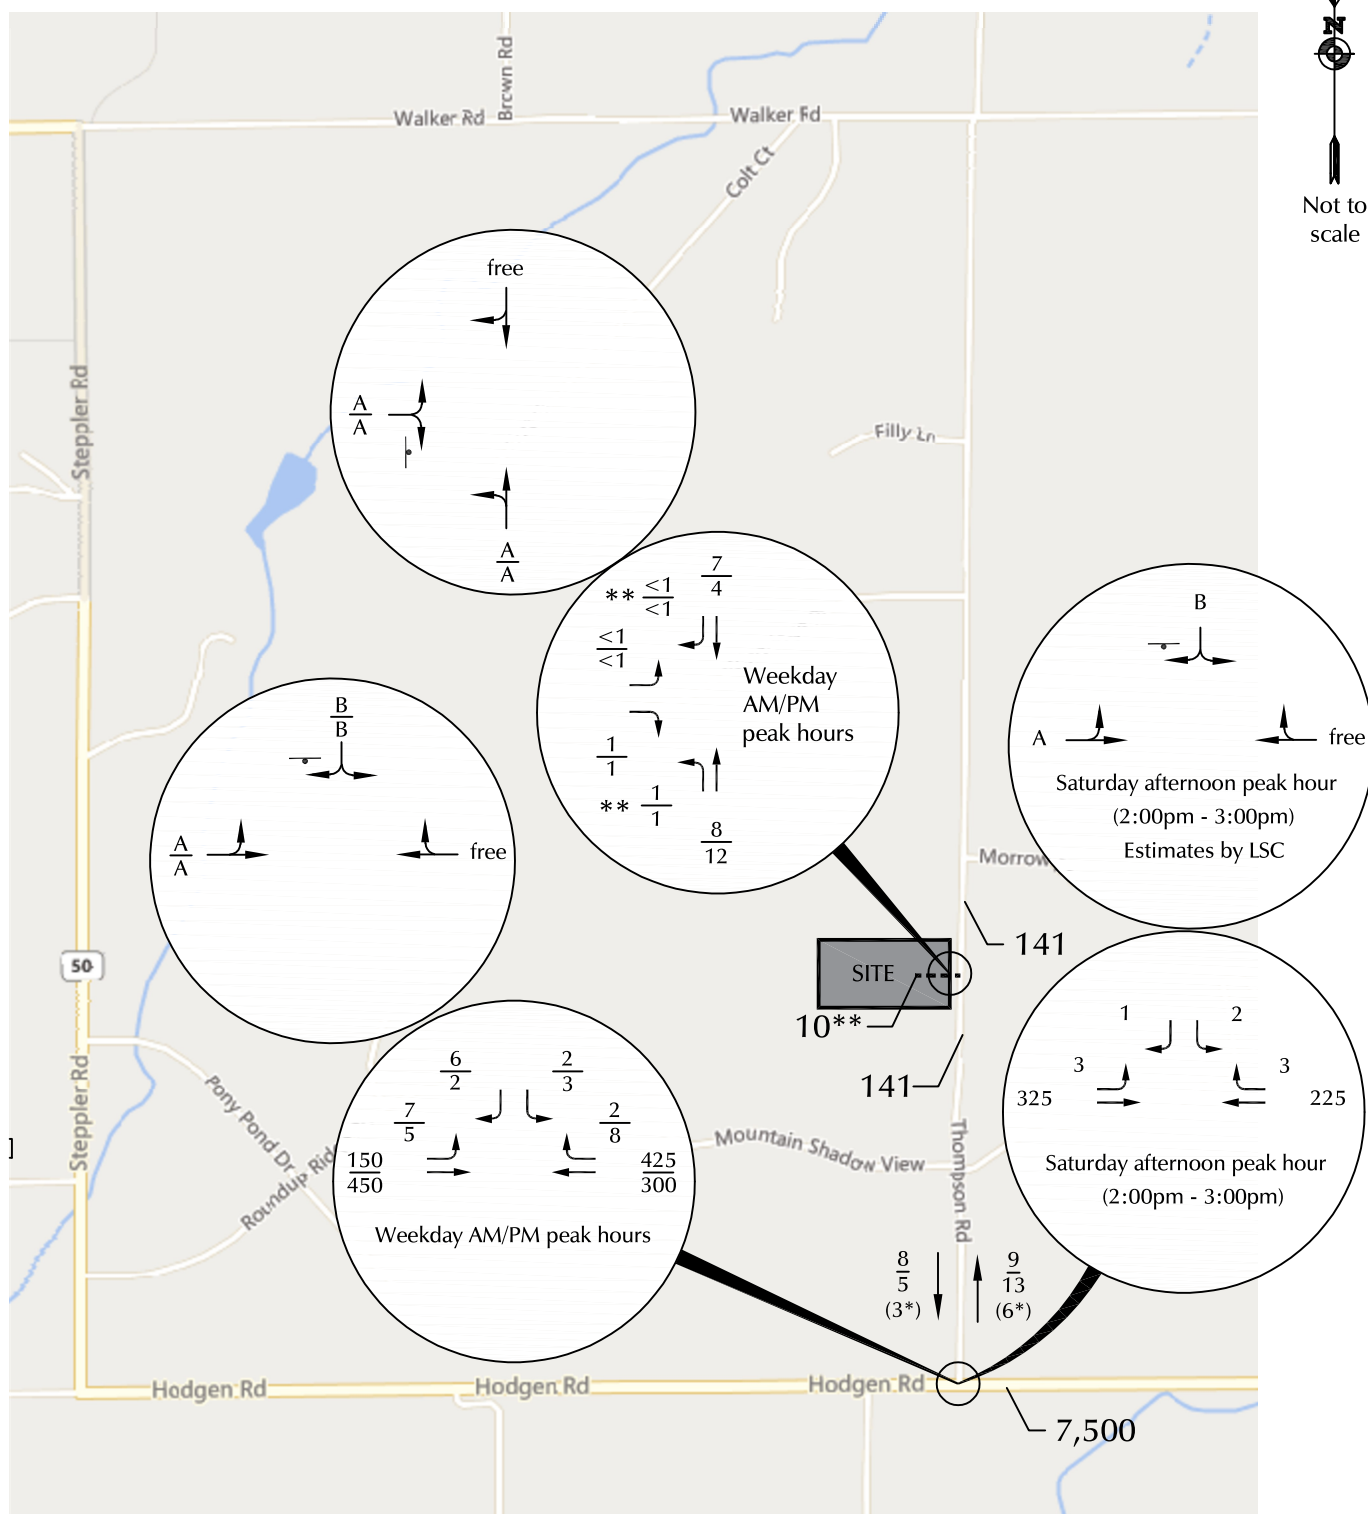 N
Not to
scale
Brown Rd
Walker Rd
Walker Rd
Colt Ct
free
A
A
A
A
Steppler Rd
Filly Ln
** <1
<1
7
4
<1
<1
Weekday
AM/PM
peak hours
1
1
** 1
1
8
12
B
A
free
Saturday afternoon peak hour
(2:00pm - 3:00pm)
Estimates by LSC
B
B
A
A
free
Morrow
141
SITE
10**
141
50
6
2
2
3
7
5
2
8
150
450
425
300
Weekday AM/PM peak hours
1
2
3
3
325
225
Saturday afternoon peak hour
(2:00pm - 3:00pm)
Steppler Rd
Pony Pond Dr
Roundup Rid
Mountain Shadow View
Thompson Rd
8
5
(3*)
9
13
(6*)
Hodgen Rd
Hodgen Rd
Hodgen Rd
7,500